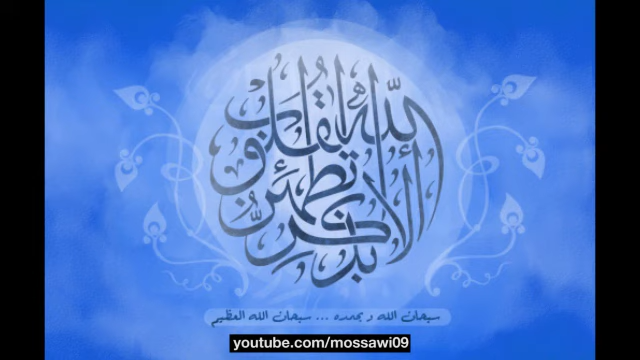 ألا بذكر الله تطمئن القلوب
سبحان الله و بحمده ... سبحان الله العظيم
youtube.com/mossawi09